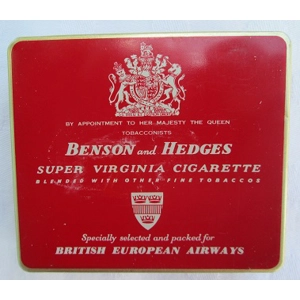 BY APPOINTMENT TO HER MAJESTY THE QUEEN
TOBACCONISTS
BENSON and HEDGES
SUPER VIRGINIA CIGARETTE
BLENDED WITH OTHER FINE TOBACCOS
Specially selected and packed for
BRITISH EUROPEAN AIRWAYS